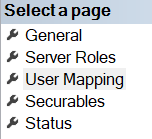 Select a page
General
Server Roles
User Mapping
Securables
Status